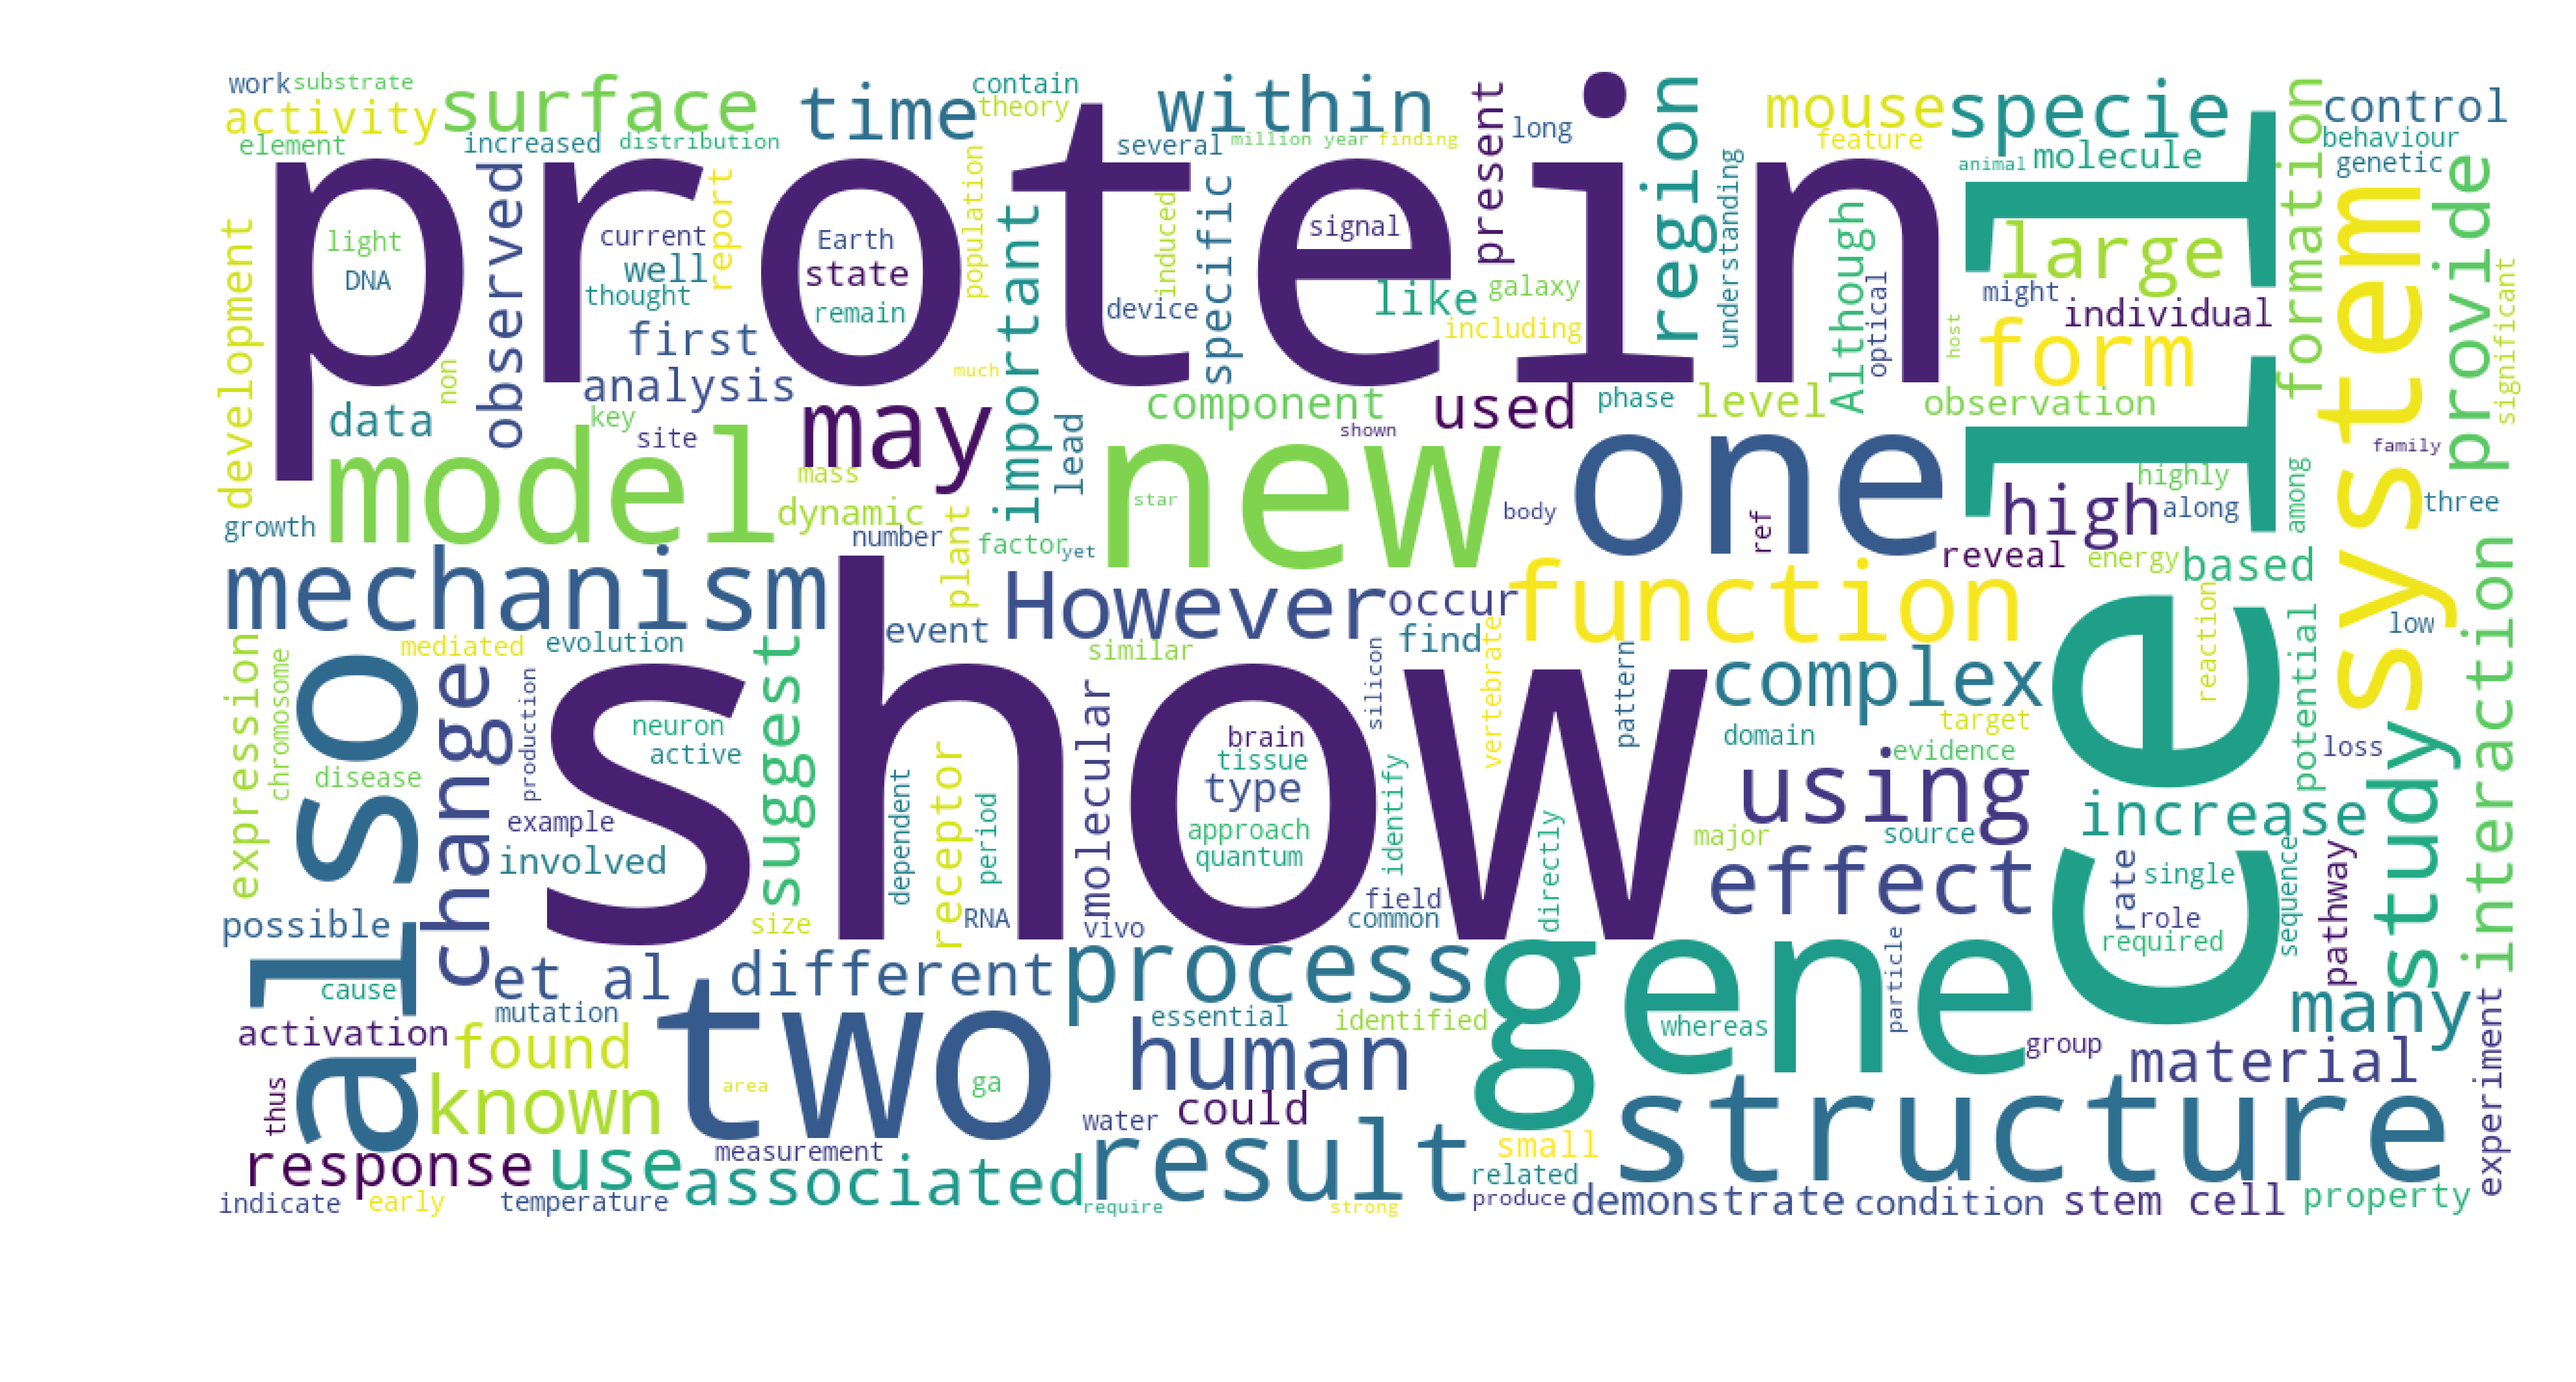 work
substrate
surface
time
contain
theory
within
present
long
region
mouse
feature
specie
formation
control
behaviour
activity
element
increased
distribution
several
million year
finding
animal
molecule
genetic
protein
light
DNA
current
well
thought
report
Earth
state
remain
population
important
induced
specific
signal
device
like
galaxy
including
understanding
Although
optical
host
large
might
individual
form
cell
system
provide
significant
development
non
observed
first
analysis
much
data
key
site
may
component
shown
used
phase
level
observation
model
mass
dynamic
lead
new
star
body
one
ref
high
highly
along
among
family
three
growth
number
plant
factor
yet
reveal
energy
based
mechanism
However
occur
function
event
find
mediated
evolution
similar
vertebrate
reaction
potential
low
interaction
expression
chromosome
also
change
production
suggest
show
neuron
active
molecular
silicon
pattern
complex
domain
target
evidence
loss
study
disease
example
involved
receptor
dependent
period
brain
tissue
type
approach
quantum
identify
directly
using
major
source
increase
effect
rate
single
role
required
sequence
pathway
possible
size
RNA
vivo
field
common
et al
different
process
gene
particle
many
cause
mutation
activation
found
two
essential
identified
human
whereas
group
material
experiment
thus
known
area
ga
water
could
structure
response
use
measurement
associated
result
small
related
produce
indicate
early
temperature
require
strong
demonstrate
condition
stem cell
property